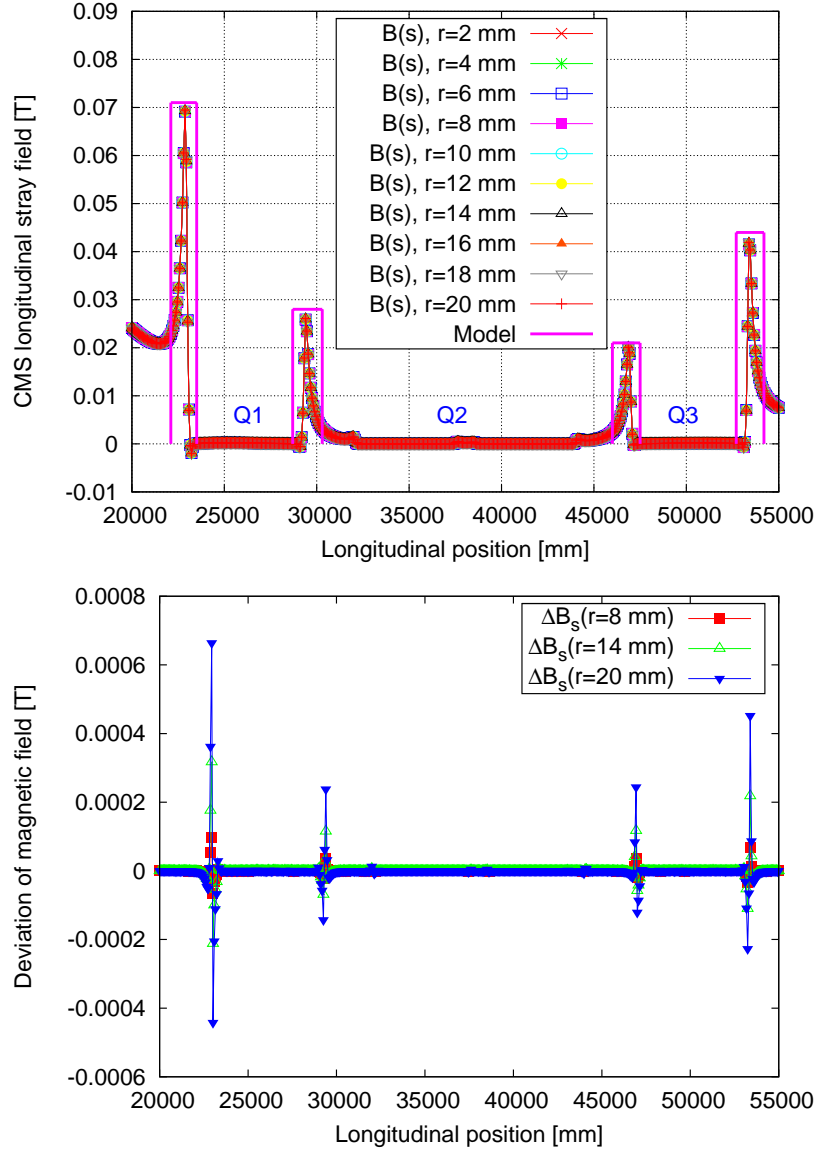 CMS longitudinal stray field [T]
0.09
0.08
0.07
0.06
0.05
0.04
0.03
0.02
0.01
0
-0.01
B(s), r=2 mm
B(s), r=4 mm
B(s), r=6 mm
B(s), r=8 mm
B(s), r=10 mm
B(s), r=12 mm
B(s), r=14 mm
B(s), r=16 mm
B(s), r=18 mm
B(s), r=20 mm
Model
Q1 Q2 Q3
20000 25000 30000 35000 40000 45000 50000 55000
Longitudinal position [mm]
Deviation of magnetic field [T]
0.0008
0.0006
0.0004
0.0002
0
-0.0002
-0.0004
-0.0006
ΔB_s(r=8 mm)
ΔB_s(r=14 mm)
ΔB_s(r=20 mm)
20000 25000 30000 35000 40000 45000 50000 55000
Longitudinal position [mm]